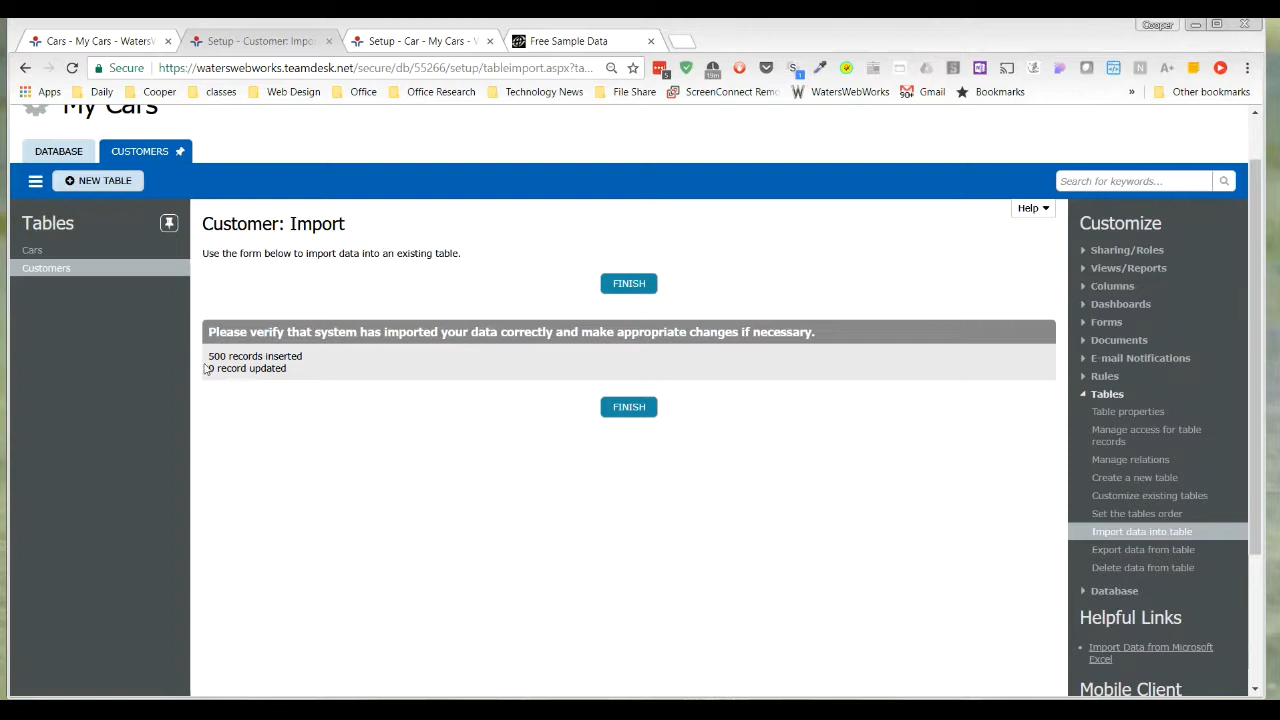 Cooper
Cars - My Cars - WatersW
Setup - Customer: Impo
Setup - Car - My Cars - W
Free Sample Data
Secure
https://waterswebworks.teamdesk.net/secure/db/55266/setup/tableimport.aspx?ta...
Apps
Daily
Cooper
classes
Web Design
Office
Office Research
Technology News
File Share
ScreenConnect Remo
WatersWebWorks
Gmail
Bookmarks
»
Other bookmarks
My Cars
DATABASE
CUSTOMERS
NEW TABLE
Search for keywords...
Tables
Cars
Customers
Customer: Import
Help
Use the form below to import data into an existing table.
FINISH
Please verify that system has imported your data correctly and make appropriate changes if necessary.
500 records inserted
0 record updated
FINISH
Customize
Sharing/Roles
Views/Reports
Columns
Dashboards
Forms
Documents
E-mail Notifications
Rules
Tables
Table properties
Manage access for table
records
Manage relations
Create a new table
Customize existing tables
Set the tables order
Import data into table
Export data from table
Delete data from table
Database
Helpful Links
Import Data from Microsoft
Excel
Mobile Client